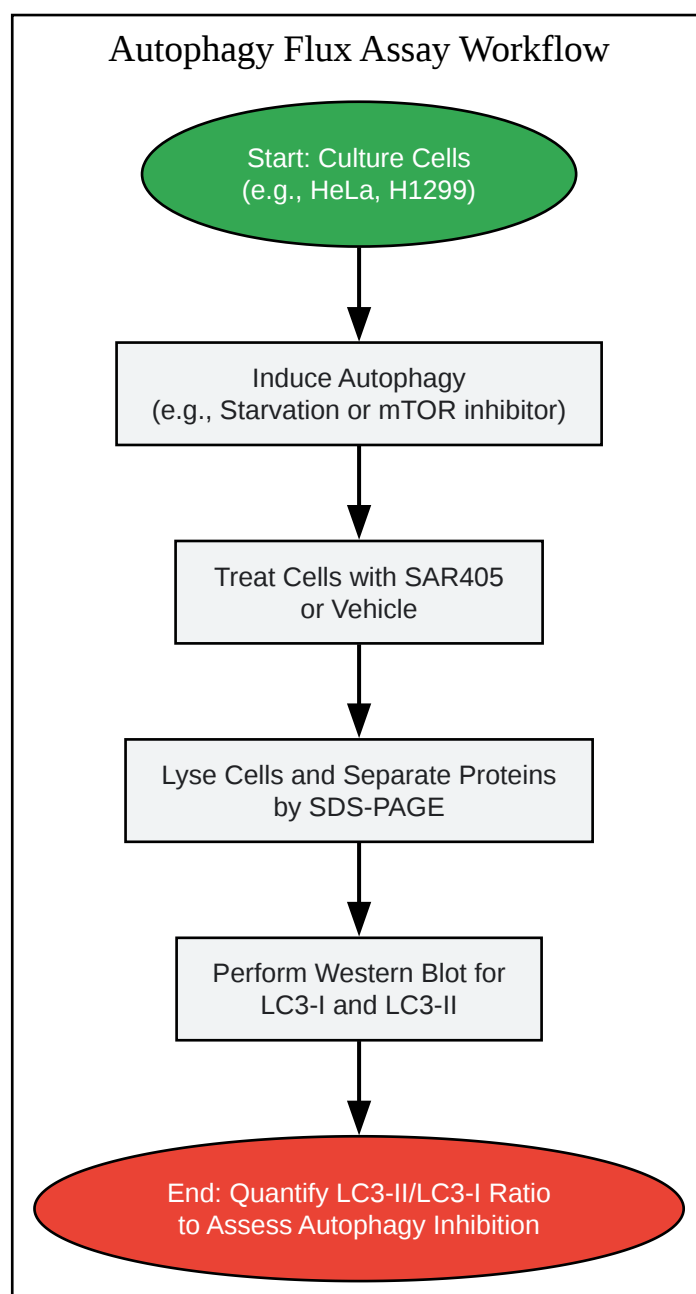 Autophagy Flux Assay Workflow
Start: Culture Cells
(e.g., HeLa, H1299)
Induce Autophagy
(e.g., Starvation or mTOR inhibitor)
Treat Cells with SAR405
or Vehicle
Lyse Cells and Separate Proteins
by SDS-PAGE
Perform Western Blot for
LC3-I and LC3-II
End: Quantify LC3-II/LC3-I Ratio
to Assess Autophagy Inhibition